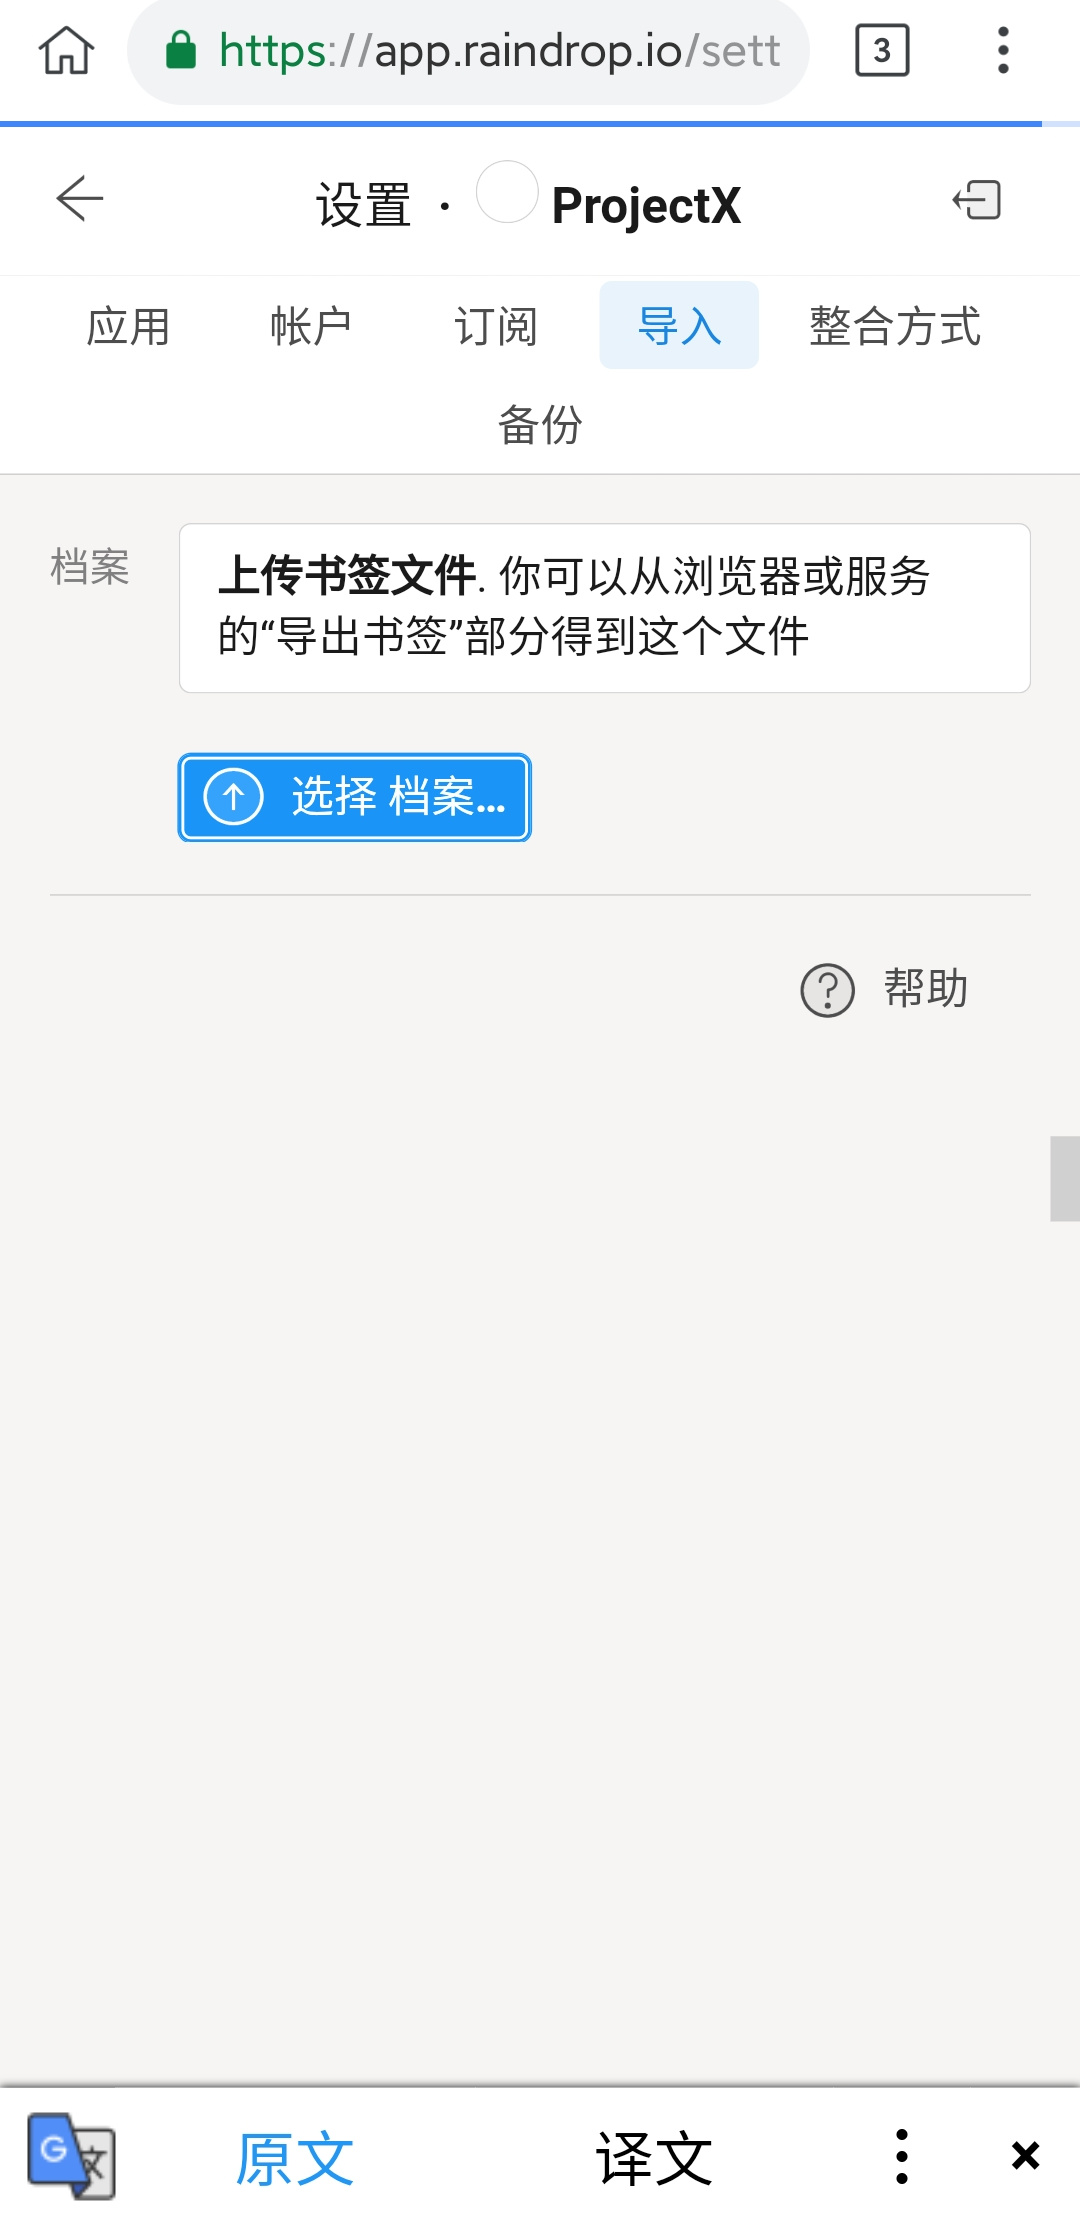 https://app.raindrop.io/sett
3
设置 · ProjectX
应用 帐户 订阅 导入 整合方式
备份
档案
上传书签文件. 你可以从浏览器或服务
的“导出书签”部分得到这个文件
选择 档案...
帮助
G 文 原文 译文